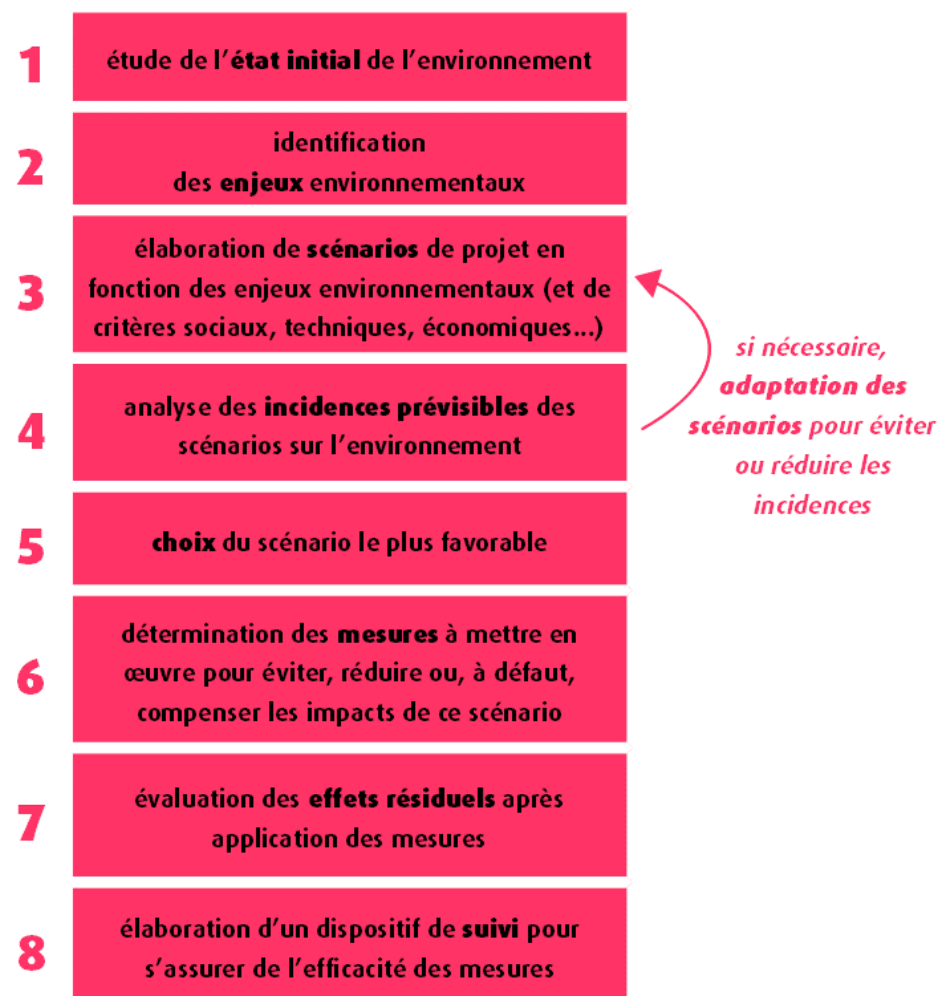 1
étude de l'état initial de l'environnement
2
identification
des enjeux environnementaux
3
élaboration de scénarios de projet en
fonction des enjeux environnementaux (et de
critères sociaux, techniques, économiques...)
4
analyse des incidences prévisibles des
scénarios sur l'environnement
si nécessaire,
adaptation des
scénarios pour éviter
ou réduire les
incidences
5
choix du scénario le plus favorable
6
détermination des mesures à mettre en
œuvre pour éviter, réduire ou, à défaut,
compenser les impacts de ce scénario
7
évaluation des effets résiduels après
application des mesures
8
élaboration d'un dispositif de suivi pour
s'assurer de l'efficacité des mesures